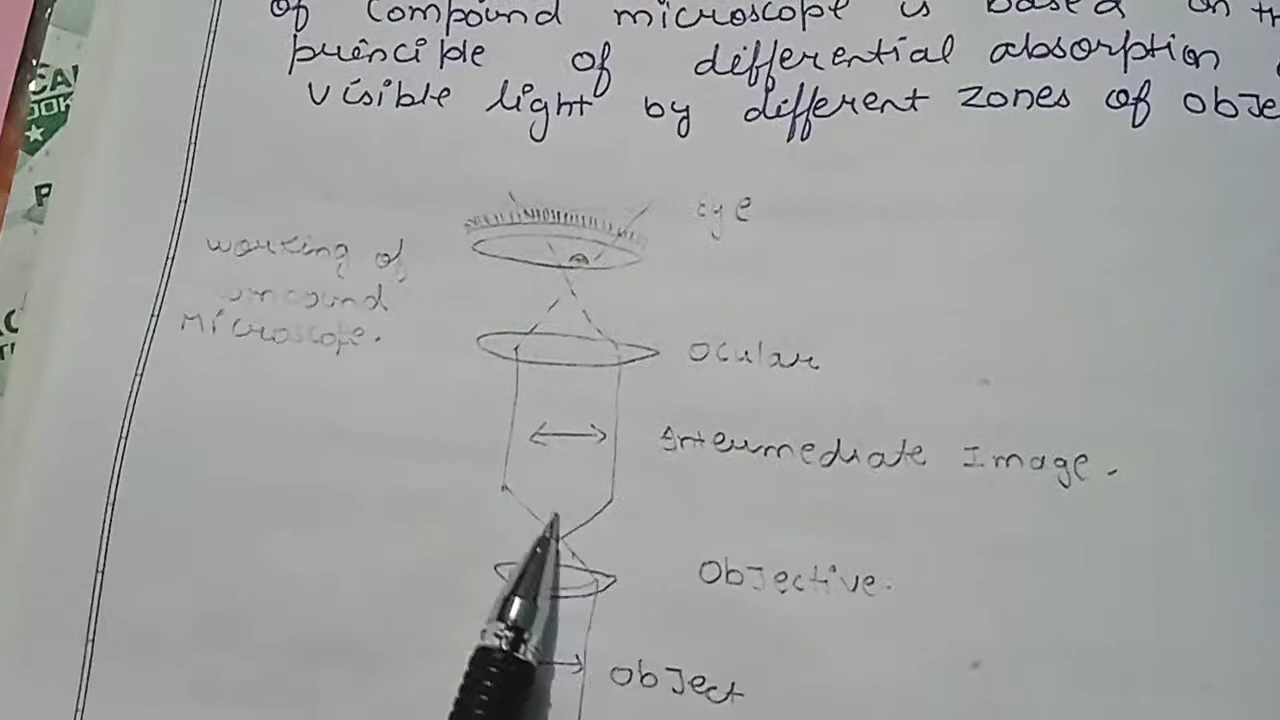 of compound microscope is based on th
principle of differential absorption
visible light by different zones of obje
Eye
working of
compound
Microscope.
Ocular
Intermediate Image.
Objective.
Object